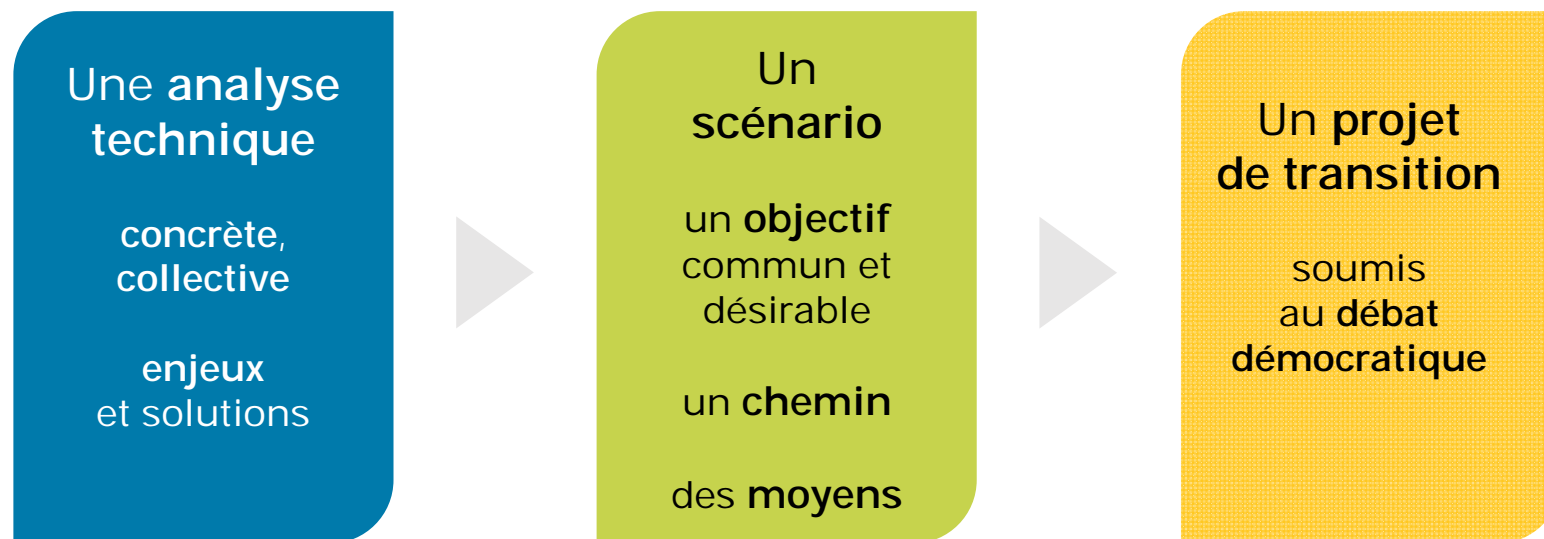 Une analyse
technique
concrète,
collective
enjeux
et solutions
Un
scénario
un objectif
commun et
désirable
un chemin
des moyens
Un projet
de transition
soumis
au débat
démocratique